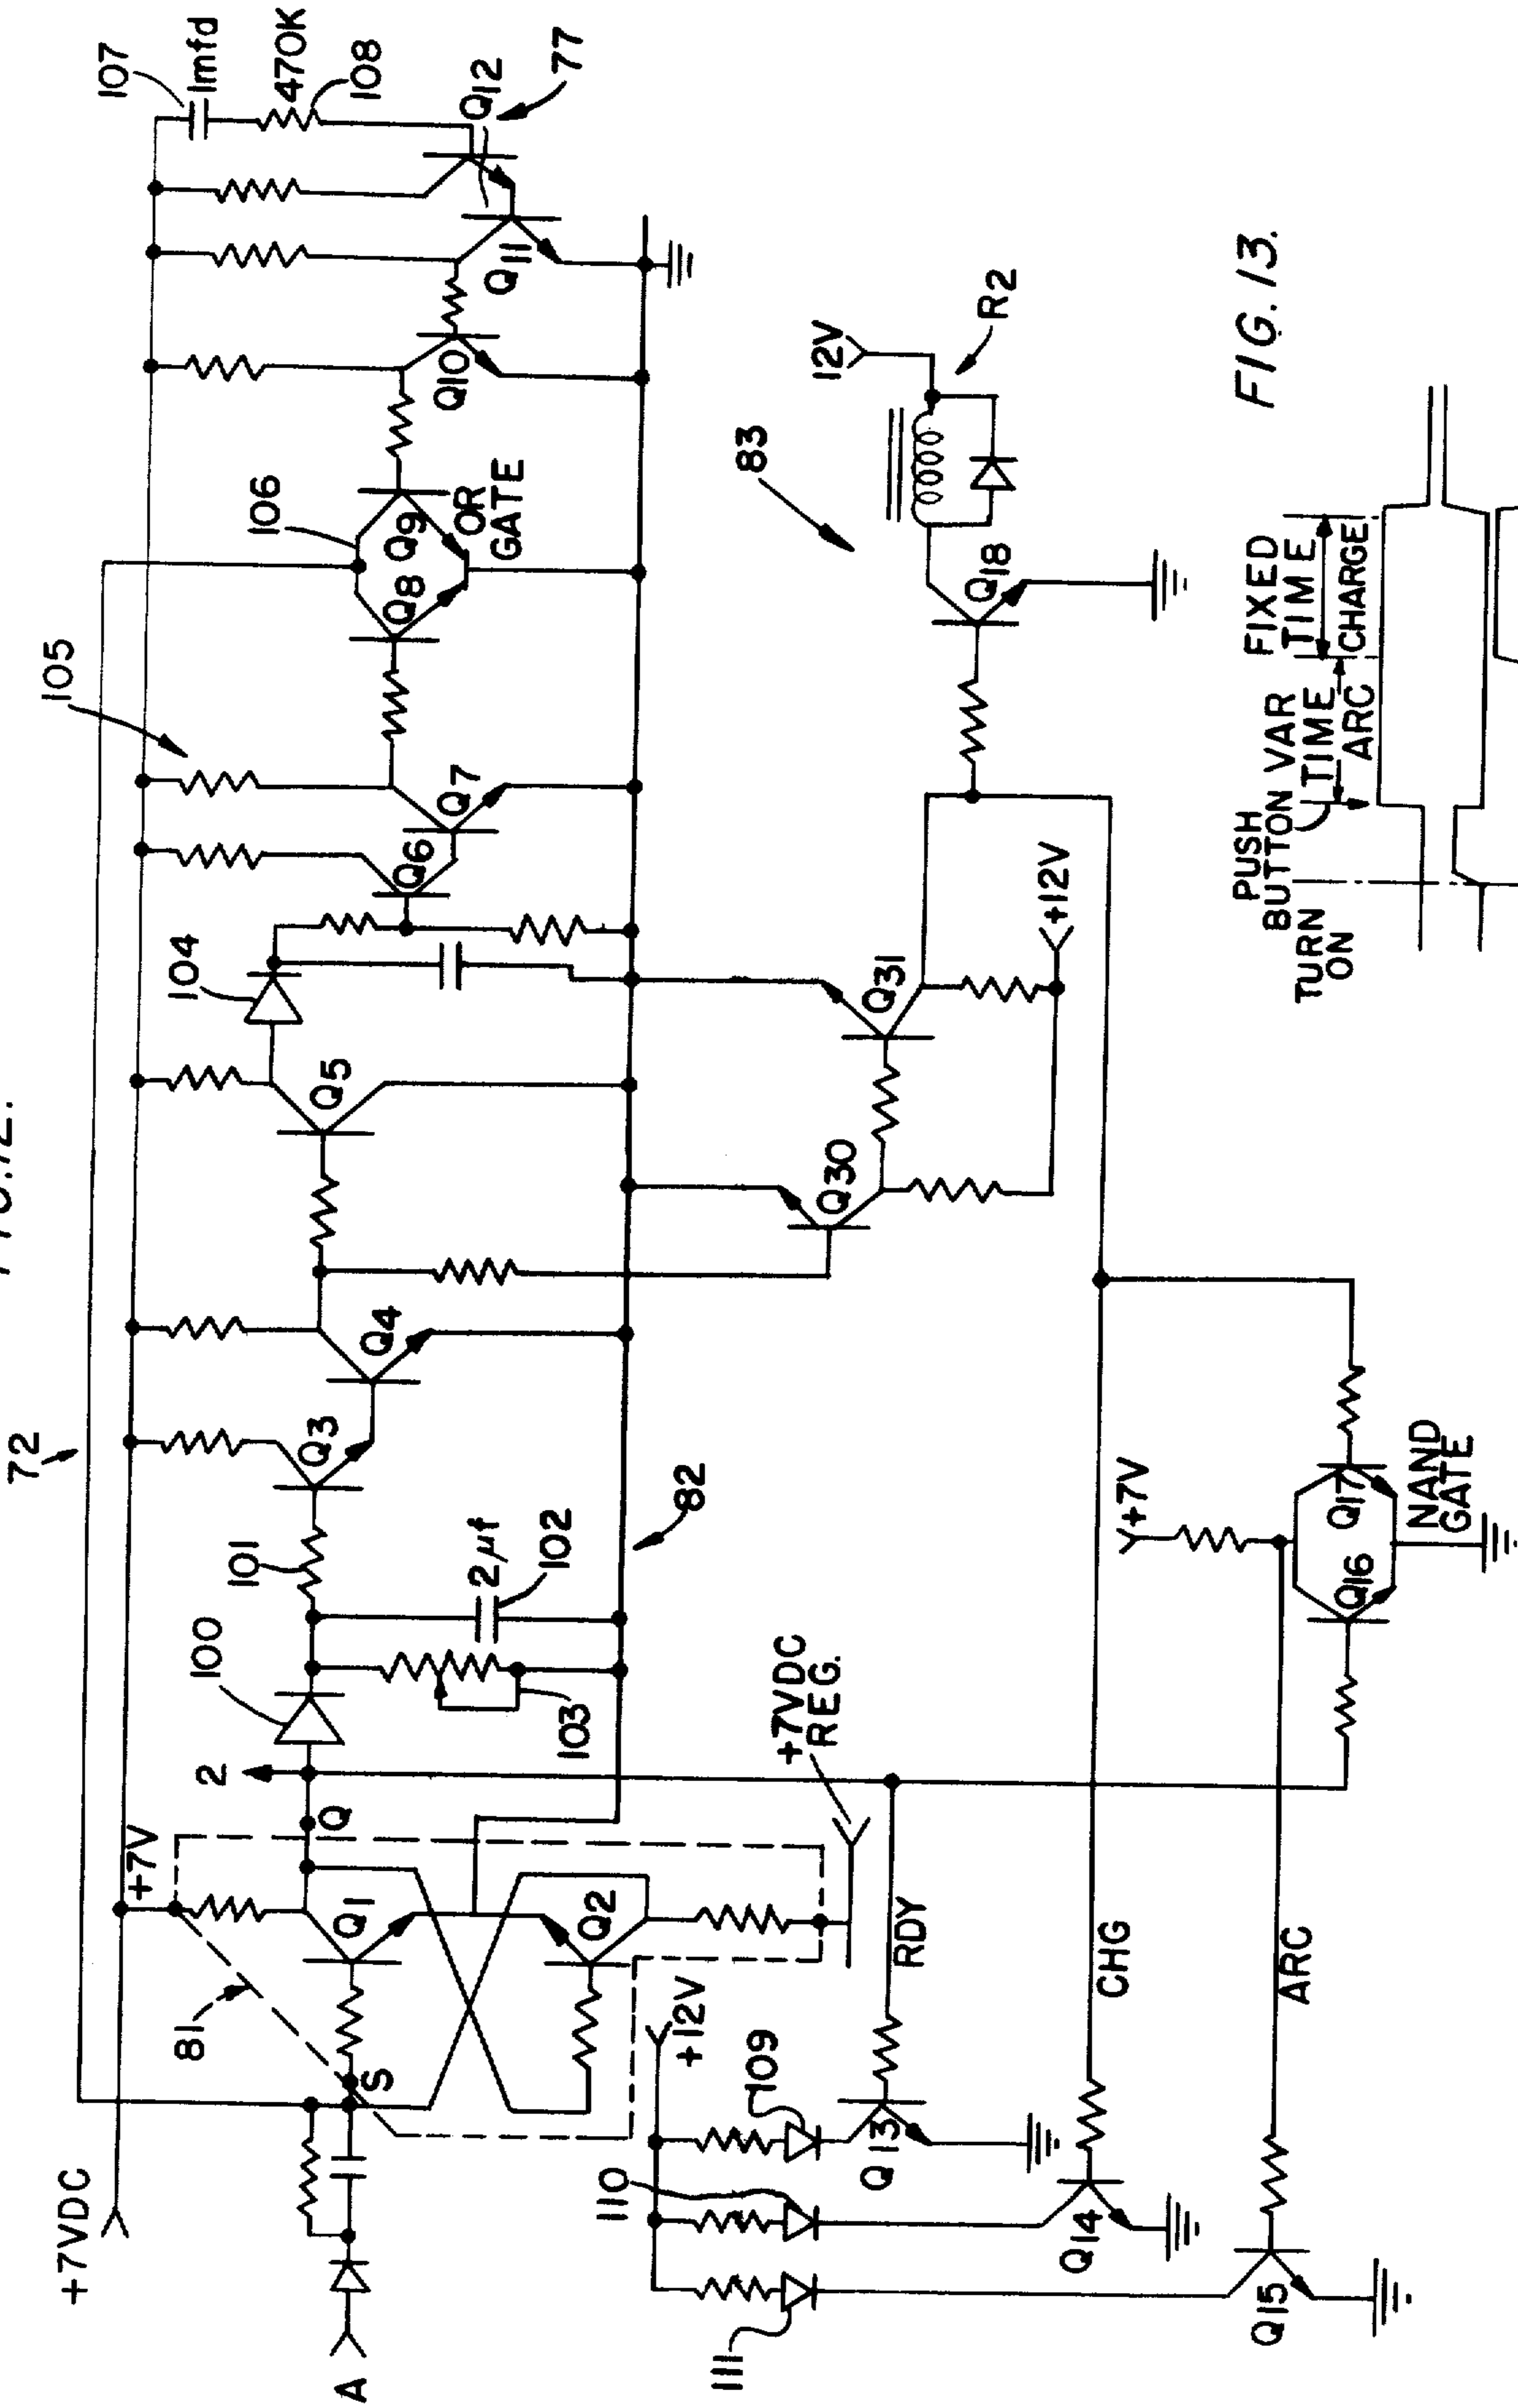 FIG. 12.
72
+7VDC
+7V
81
A
S
Q1
Q2
Q
2
100
101
102
2µf
103
82
Q3
Q4
Q5
104
Q6
Q7
105
Q8
Q9
106
OR
GATE
Q10
Q11
Q12
77
107
1mfd
470K
108
+7VDC
REG.
+12V
109
110
111
Q13
Q14
Q15
RDY
CHG
ARC
+7V
Q16
Q17
NAND
GATE
Q30
Q31
+12V
Q18
83
12V
R2
FIG. 13.
TURN
ON
PUSH
BUTTON
VAR
TIME
ARC
FIXED
TIME
CHARGE